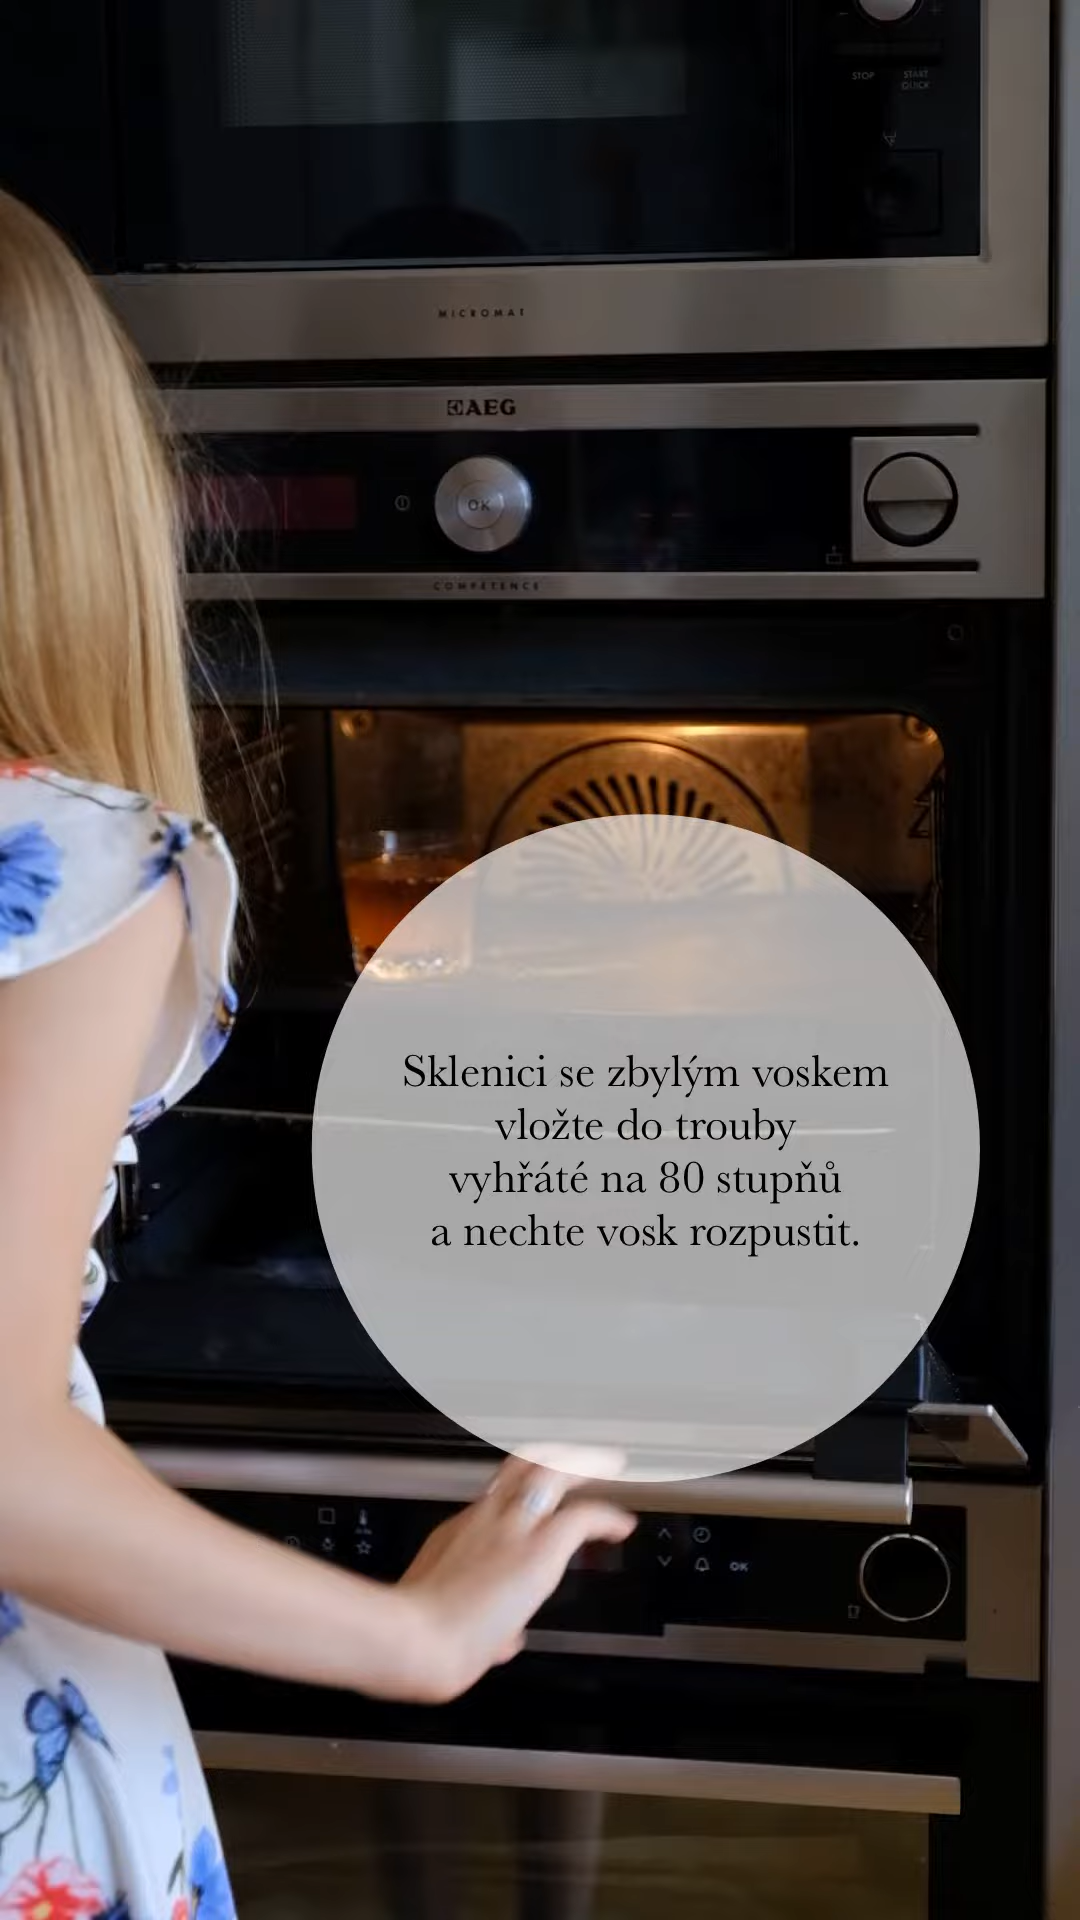 STOP
START
QUICK
MICROMAT
AEG
OK
COMPETENCE
Sklenici se zbylým voskem
vložte do trouby
vyhřáté na 80 stupňů
a nechte vosk rozpustit.
OK